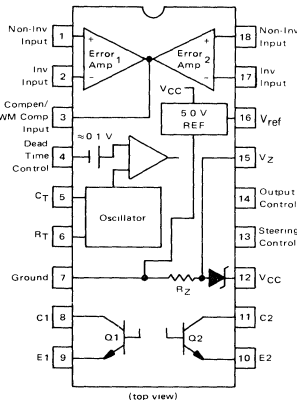 Non-Inv
Input
1
+
Error
Amp 1
Inv
Input
2
−
Compen/
WM Comp
Input
3
≈0 1 V
Dead
Time
Control
4
CT
5
Oscillator
RT
6
Ground
7
C1
8
Q1
E1
9
18
Non-Inv
Input
+
Error
Amp 2
17
Inv
Input
−
VCC
5 0 V
REF
16
Vref
15
VZ
14
Output
Control
13
Steering
Control
RZ
12
VCC
11
C2
Q2
10
E2
(top view)